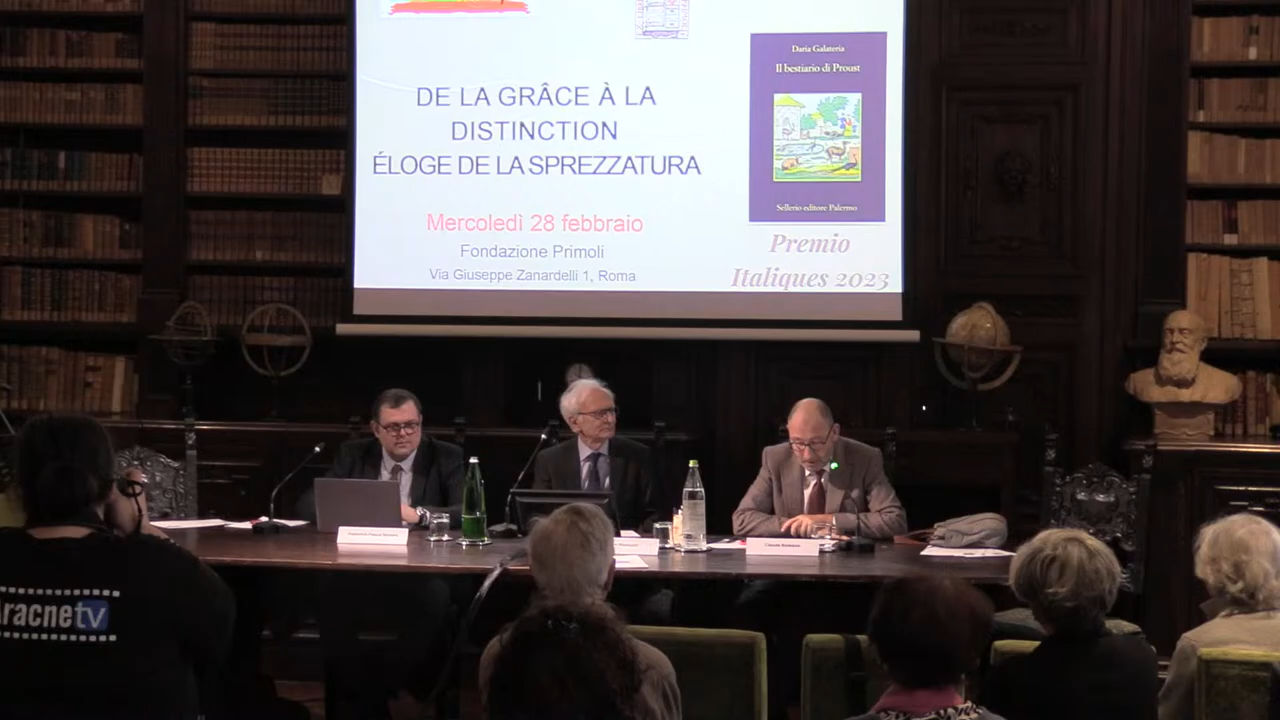 DE LA GRÂCE À LA
DISTINCTION
ÉLOGE DE LA SPREZZATURA
Mercoledì 28 febbraio
Fondazione Primoli
Via Giuseppe Zanardelli 1, Roma
Daria Galateria
Il bestiario di Proust
Sellerio editore Palermo
Premio
Italiques 2023
Aracnetv